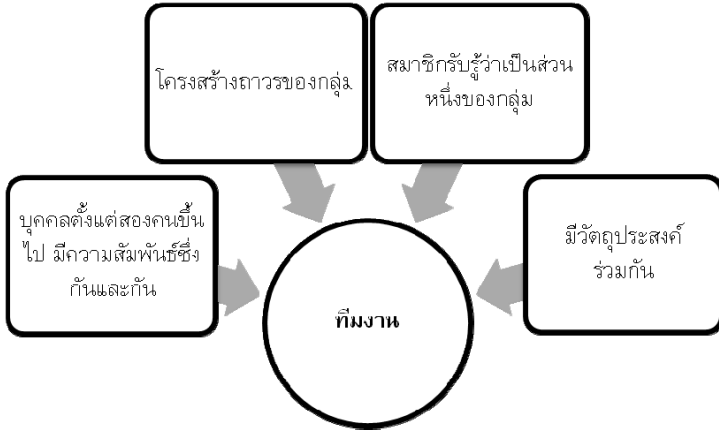 โครงสร้างถาวรของกลุ่ม
สมาชิกรับรู้ว่าเป็นส่วน
หนึ่งของกลุ่ม
บุคคลตั้งแต่สองคนขึ้น
ไป มีความสัมพันธ์ซึ่ง
กันและกัน
มีวัตถุประสงค์
ร่วมกัน
ทีมงาน